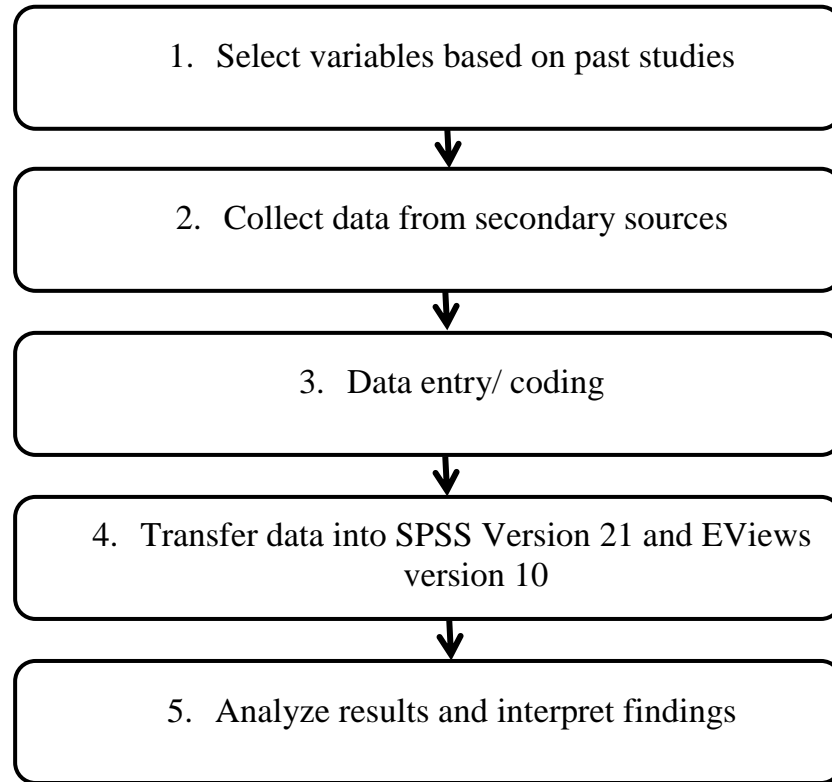 1. Select variables based on past studies
2. Collect data from secondary sources
3. Data entry/ coding
4. Transfer data into SPSS Version 21 and EViews
version 10
5. Analyze results and interpret findings